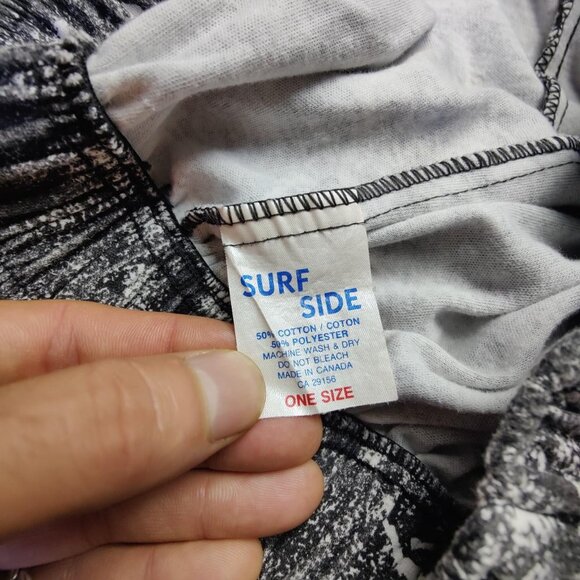 SURF
SIDE
50% COTTON / COTON
50% POLYESTER
MACHINE WASH & DRY
DO NOT BLEACH
MADE IN CANADA
CA 29156
ONE SIZE